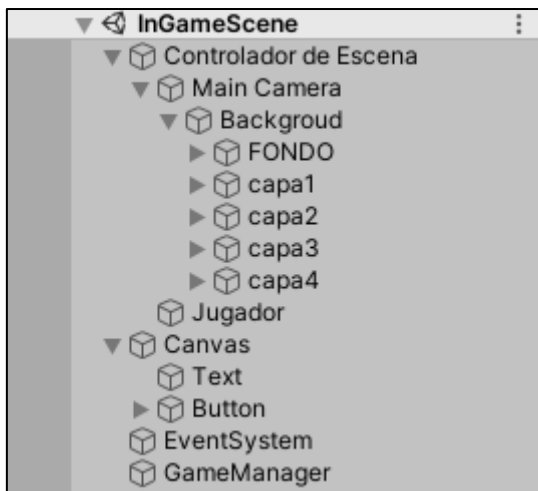 InGameScene
Controlador de Escena
Main Camera
Backgroud
FONDO
capa1
capa2
capa3
capa4
Jugador
Canvas
Text
Button
EventSystem
GameManager